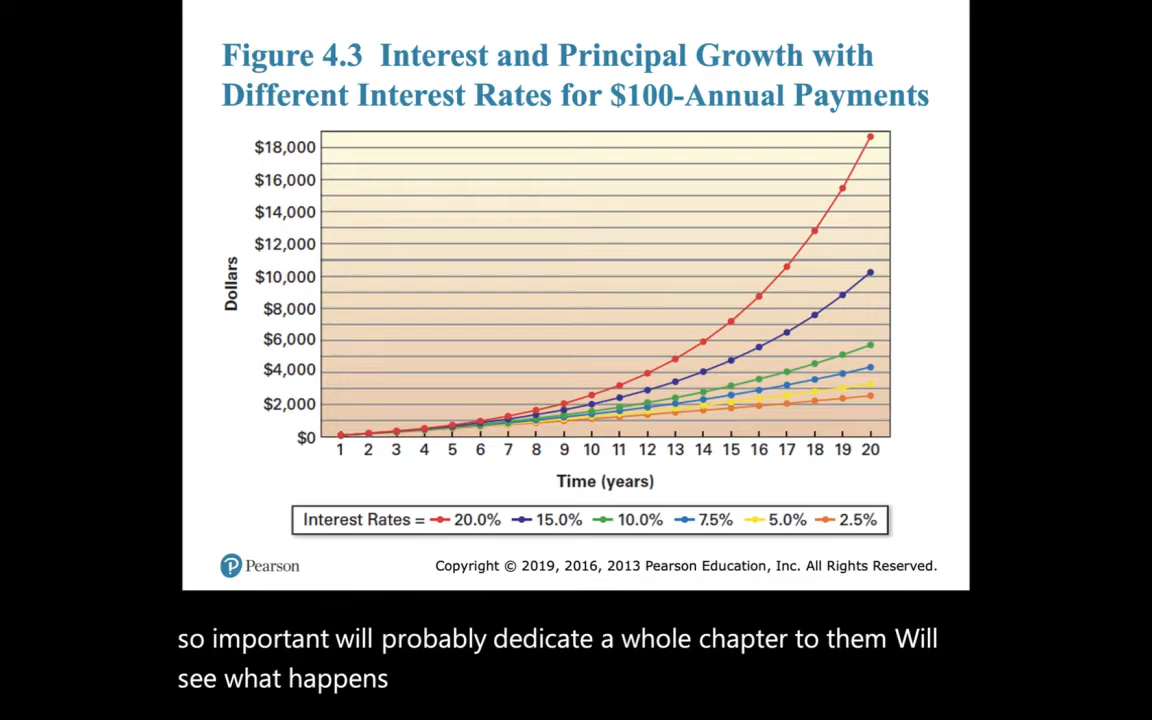 Figure 4.3 Interest and Principal Growth with
Different Interest Rates for $100-Annual Payments
$18,000
$16,000
$14,000
$12,000
$10,000
$8,000
$6,000
$4,000
$2,000
$0
Dollars
1 2 3 4 5 6 7 8 9 10 11 12 13 14 15 16 17 18 19 20
Time (years)
Interest Rates = 20.0% 15.0% 10.0% 7.5% 5.0% 2.5%
P Pearson
Copyright © 2019, 2016, 2013 Pearson Education, Inc. All Rights Reserved.
so important will probably dedicate a whole chapter to them Will
see what happens